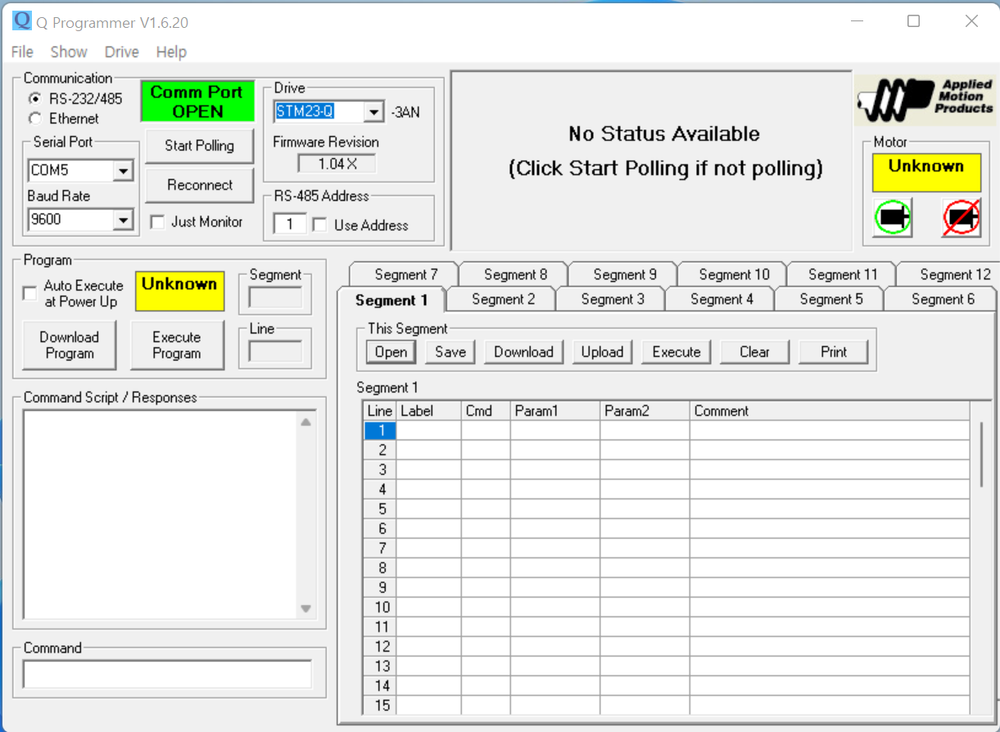 Q Programmer V1.6.20
File Show Drive Help
Communication
RS-232/485
Ethernet
Serial Port
COM5
Baud Rate
9600
Comm Port
OPEN
Start Polling
Reconnect
Just Monitor
Drive
STM23-Q
-3AN
Firmware Revision
1.04X
RS-485 Address
1
Use Address
No Status Available
(Click Start Polling if not polling)
Applied
Motion
Products
Motor
Unknown
Program
Auto Execute
at Power Up
Unknown
Segment
Line
Download
Program
Execute
Program
Command Script / Responses
Command
Segment 7 Segment 8 Segment 9 Segment 10 Segment 11 Segment 12
Segment 1 Segment 2 Segment 3 Segment 4 Segment 5 Segment 6
This Segment
Open Save Download Upload Execute Clear Print
Segment 1
Line Label Cmd Param1 Param2 Comment
1
2
3
4
5
6
7
8
9
10
11
12
13
14
15